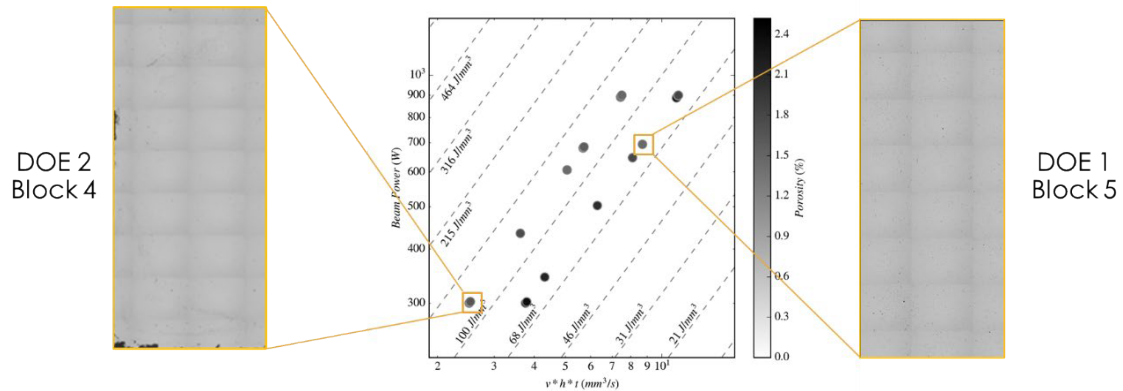 DOE 2
Block 4
Beam Power (W)
10³
900
800
700
600
500
400
300
464 J/mm³
316 J/mm³
215 J/mm³
100 J/mm³
68 J/mm³
46 J/mm³
31 J/mm³
21 J/mm³
2
3
4
5
6
7
8
9
10¹
v * h * t (mm³/s)
2.4
2.1
1.8
1.5
1.2
0.9
0.6
0.3
0.0
Porosity (%)
DOE 1
Block 5